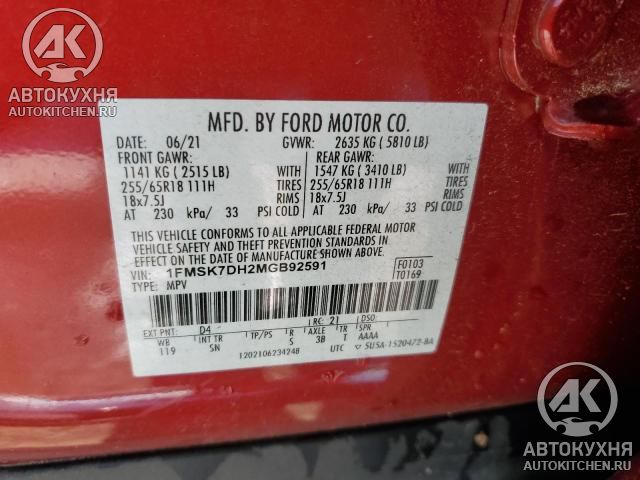 AK
АВТОКУХНЯ
AUTOKITCHEN.RU
MFD. BY FORD MOTOR CO.
DATE: 06/21 GVWR: 2635 KG ( 5810 LB)
FRONT GAWR: REAR GAWR:
1141 KG ( 2515 LB) WITH 1547 KG ( 3410 LB) WITH
255/65R18 111H TIRES 255/65R18 111H TIRES
18x7.5J RIMS 18x7.5J RIMS
AT 230 kPa/ 33 PSI COLD AT 230 kPa/ 33 PSI COLD
THIS VEHICLE CONFORMS TO ALL APPLICABLE FEDERAL MOTOR
VEHICLE SAFETY AND THEFT PREVENTION STANDARDS IN
EFFECT ON THE DATE OF MANUFACTURE SHOWN ABOVE.
VIN: 1FMSK7DH2MGB92591 F0103
TYPE: MPV T0169
EXT PNT: D4 RC: 21 DSO:
WB INT TR TP/PS R AXLE TR SPR
119 SN S 3B T AAAA
1202106234248 UTC 5USA-1520472-BA
AK
АВТОКУХНЯ
AUTOKITCHEN.RU